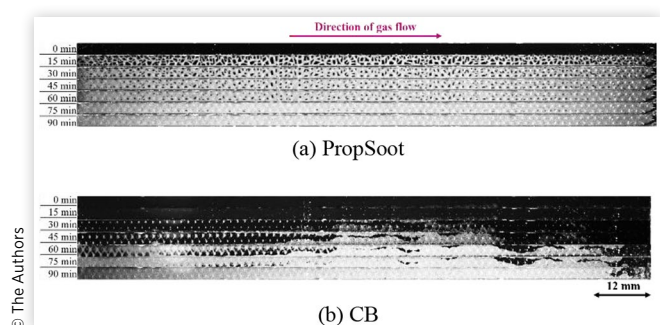 Direction of gas flow
0 min
15 min
30 min
45 min
60 min
75 min
90 min
(a) PropSoot
0 min
15 min
30 min
45 min
60 min
75 min
90 min
12 mm
(b) CB
© The Authors